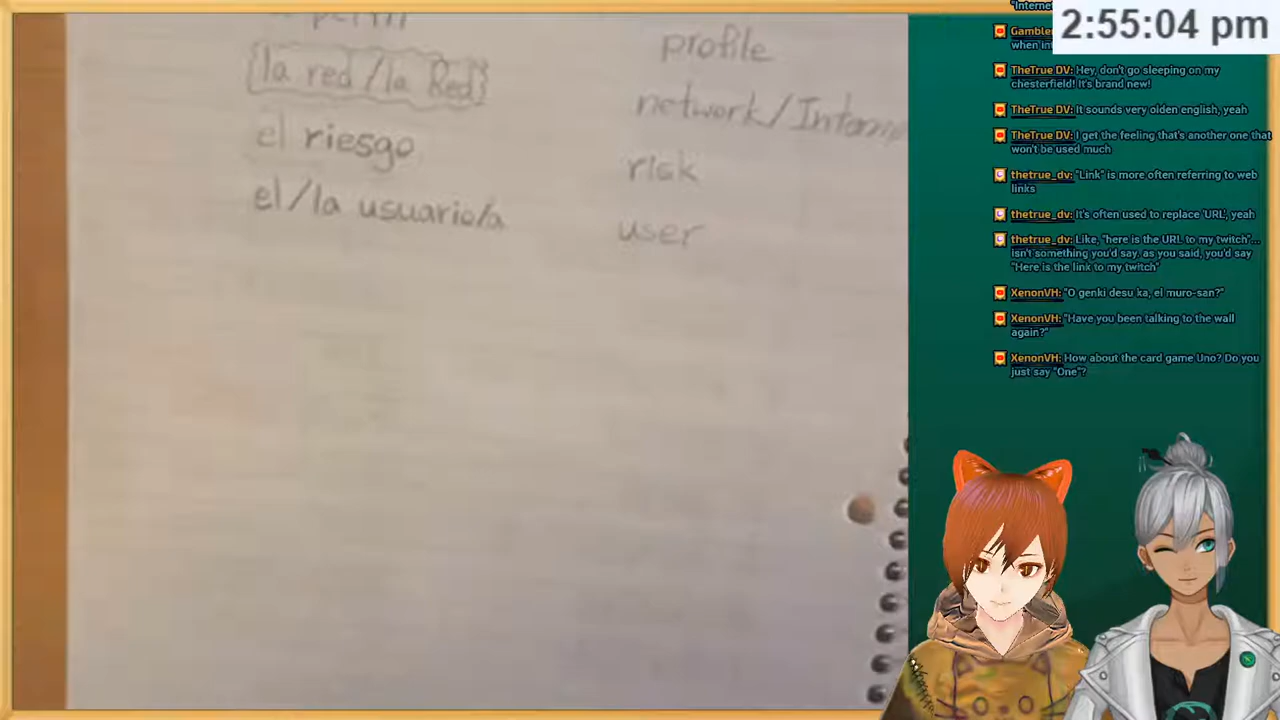 "Internet
2:55:04 pm
profile
{la red/la Red}
network/Interne
el riesgo
risk
el/la usuario/a
user
Gamble
when in
TheTrue DV: Hey, don't go sleeping on my
chesterfield! It's brand new!
TheTrue DV: It sounds very olden english, yeah
TheTrue DV: I get the feeling that's another one that
won't be used much
thetrue_dv: "Link" is more often referring to web
links
thetrue_dv: It's often used to replace 'URL', yeah
thetrue_dv: Like, "here is the URL to my twitch"...
isn't something you'd say. as you said, you'd say
"Here is the link to my twitch"
XenonVH: "O genki desu ka, el muro-san?"
XenonVH: "Have you been talking to the wall
again?"
XenonVH: How about the card game Uno? Do you
just say "One"?